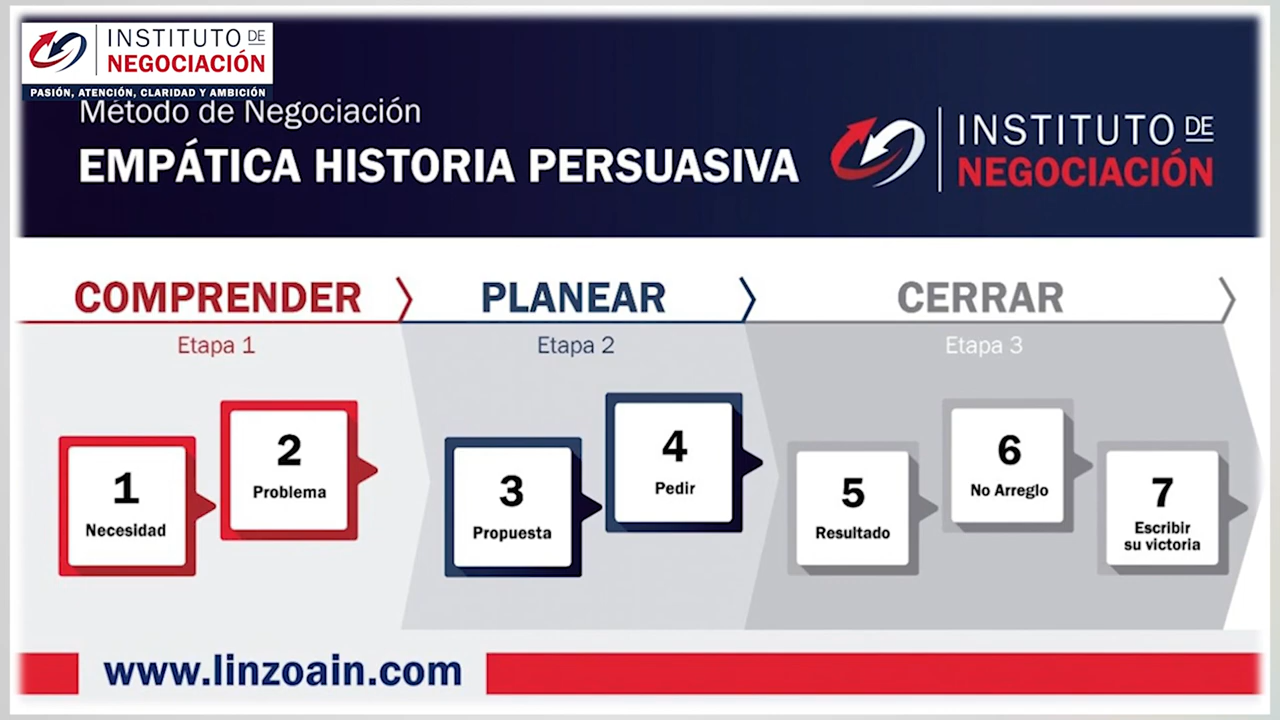 INSTITUTO DE
NEGOCIACIÓN
PASIÓN, ATENCIÓN, CLARIDAD Y AMBICIÓN
Método de Negociación
EMPÁTICA HISTORIA PERSUASIVA
INSTITUTO DE
NEGOCIACIÓN
COMPRENDER
Etapa 1
PLANEAR
Etapa 2
CERRAR
Etapa 3
1
Necesidad
2
Problema
3
Propuesta
4
Pedir
5
Resultado
6
No Arreglo
7
Escribir
su victoria
www.linzoain.com